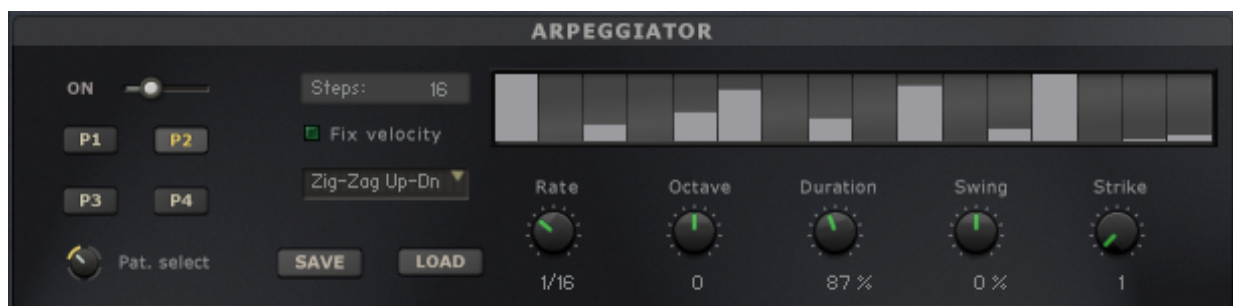 ARPEGGIATOR
ON
Steps: 16
P1 P2
Fix velocity
Zig-Zag Up-Dn
P3 P4
Rate Octave Duration Swing Strike
Pat. select
SAVE LOAD
1/16 0 87 % 0 % 1